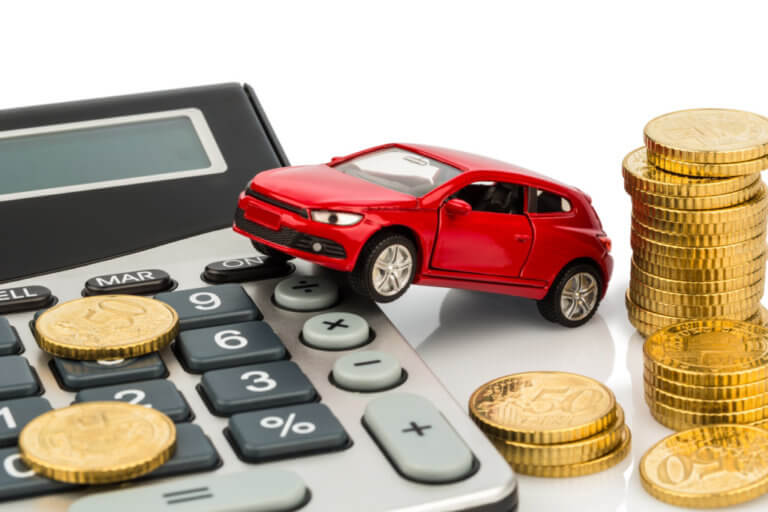 ELL MAR ON
9 ÷
6 ×
1 2 3 −
0 % +
=
50